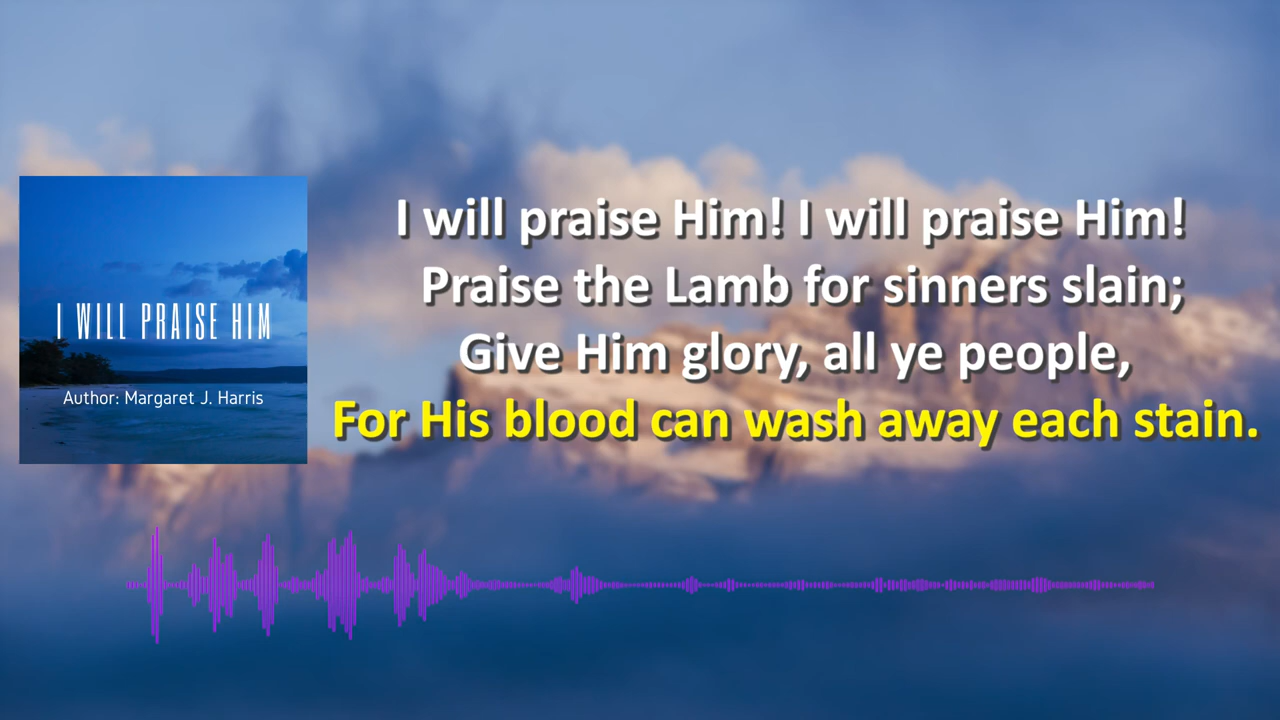 I WILL PRAISE HIM
Author: Margaret J. Harris
I will praise Him! I will praise Him!
Praise the Lamb for sinners slain;
Give Him glory, all ye people,
For His blood can wash away each stain.